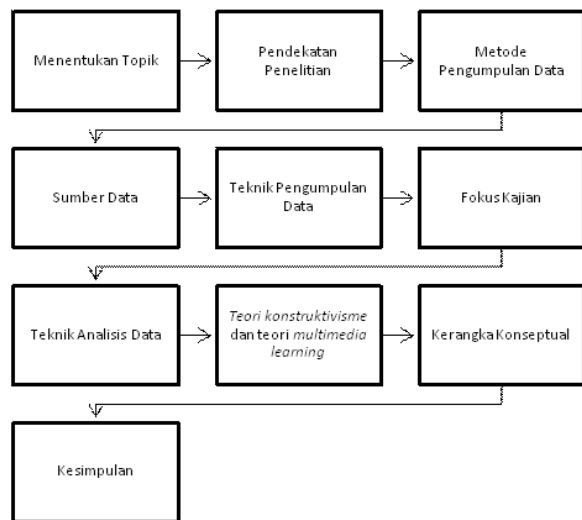 Menentukan Topik
Pendekatan
Penelitian
Metode
Pengumpulan Data
Sumber Data
Teknik Pengumpulan
Data
Fokus Kajian
Teknik Analisis Data
Teori konstruktivisme
dan teori multimedia
learning
Kerangka Konseptual
Kesimpulan